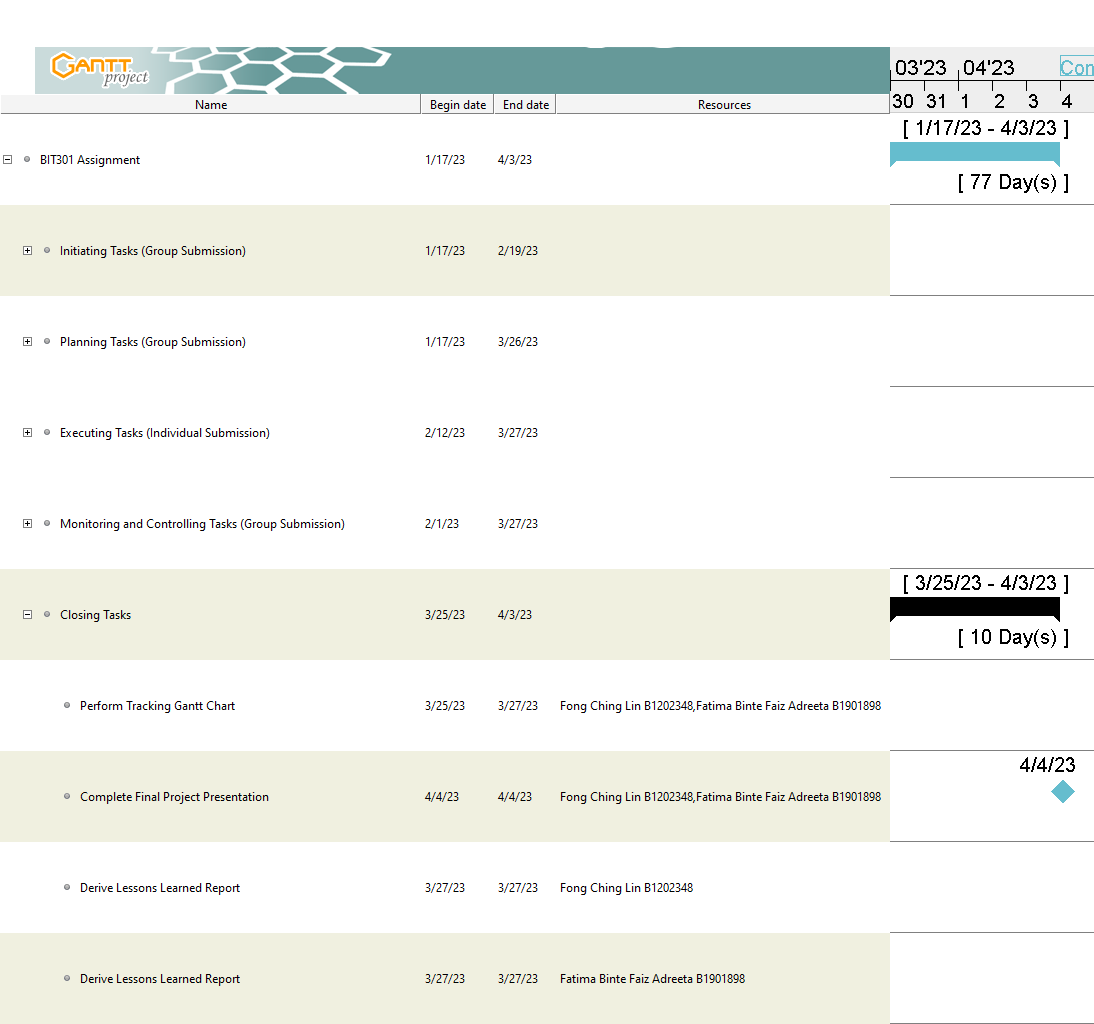 GANTT
project
03'23 04'23 Con
Name Begin date End date Resources
30 31 1 2 3 4
[ 1/17/23 - 4/3/23 ]
BIT301 Assignment 1/17/23 4/3/23
[ 77 Day(s) ]
Initiating Tasks (Group Submission) 1/17/23 2/19/23
Planning Tasks (Group Submission) 1/17/23 3/26/23
Executing Tasks (Individual Submission) 2/12/23 3/27/23
Monitoring and Controlling Tasks (Group Submission) 2/1/23 3/27/23
[ 3/25/23 - 4/3/23 ]
Closing Tasks 3/25/23 4/3/23
[ 10 Day(s) ]
Perform Tracking Gantt Chart 3/25/23 3/27/23 Fong Ching Lin B1202348,Fatima Binte Faiz Adreeta B1901898
4/4/23
Complete Final Project Presentation 4/4/23 4/4/23 Fong Ching Lin B1202348,Fatima Binte Faiz Adreeta B1901898
Derive Lessons Learned Report 3/27/23 3/27/23 Fong Ching Lin B1202348
Derive Lessons Learned Report 3/27/23 3/27/23 Fatima Binte Faiz Adreeta B1901898